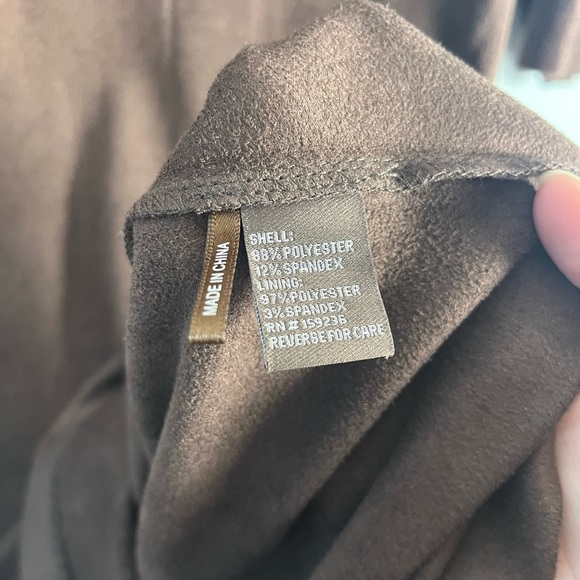 MADE IN CHINA
SHELL:
88% POLYESTER
12% SPANDEX
LINING:
97% POLYESTER
3% SPANDEX
RN # 159236
REVERSE FOR CARE